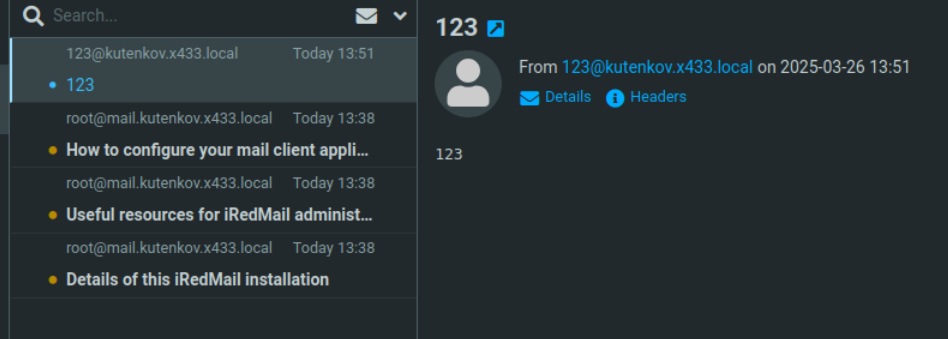 Search...
123@kutenkov.x433.local Today 13:51
123
root@mail.kutenkov.x433.local Today 13:38
How to configure your mail client appli...
root@mail.kutenkov.x433.local Today 13:38
Useful resources for iRedMail administ...
root@mail.kutenkov.x433.local Today 13:38
Details of this iRedMail installation
123
From 123@kutenkov.x433.local on 2025-03-26 13:51
Details Headers
123